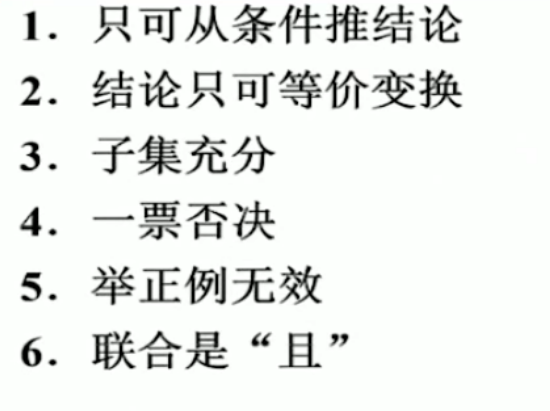 1. 只可从条件推结论
2. 结论只可等价变换
3. 子集充分
4. 一票否决
5. 举正例无效
6. 联合是“且”